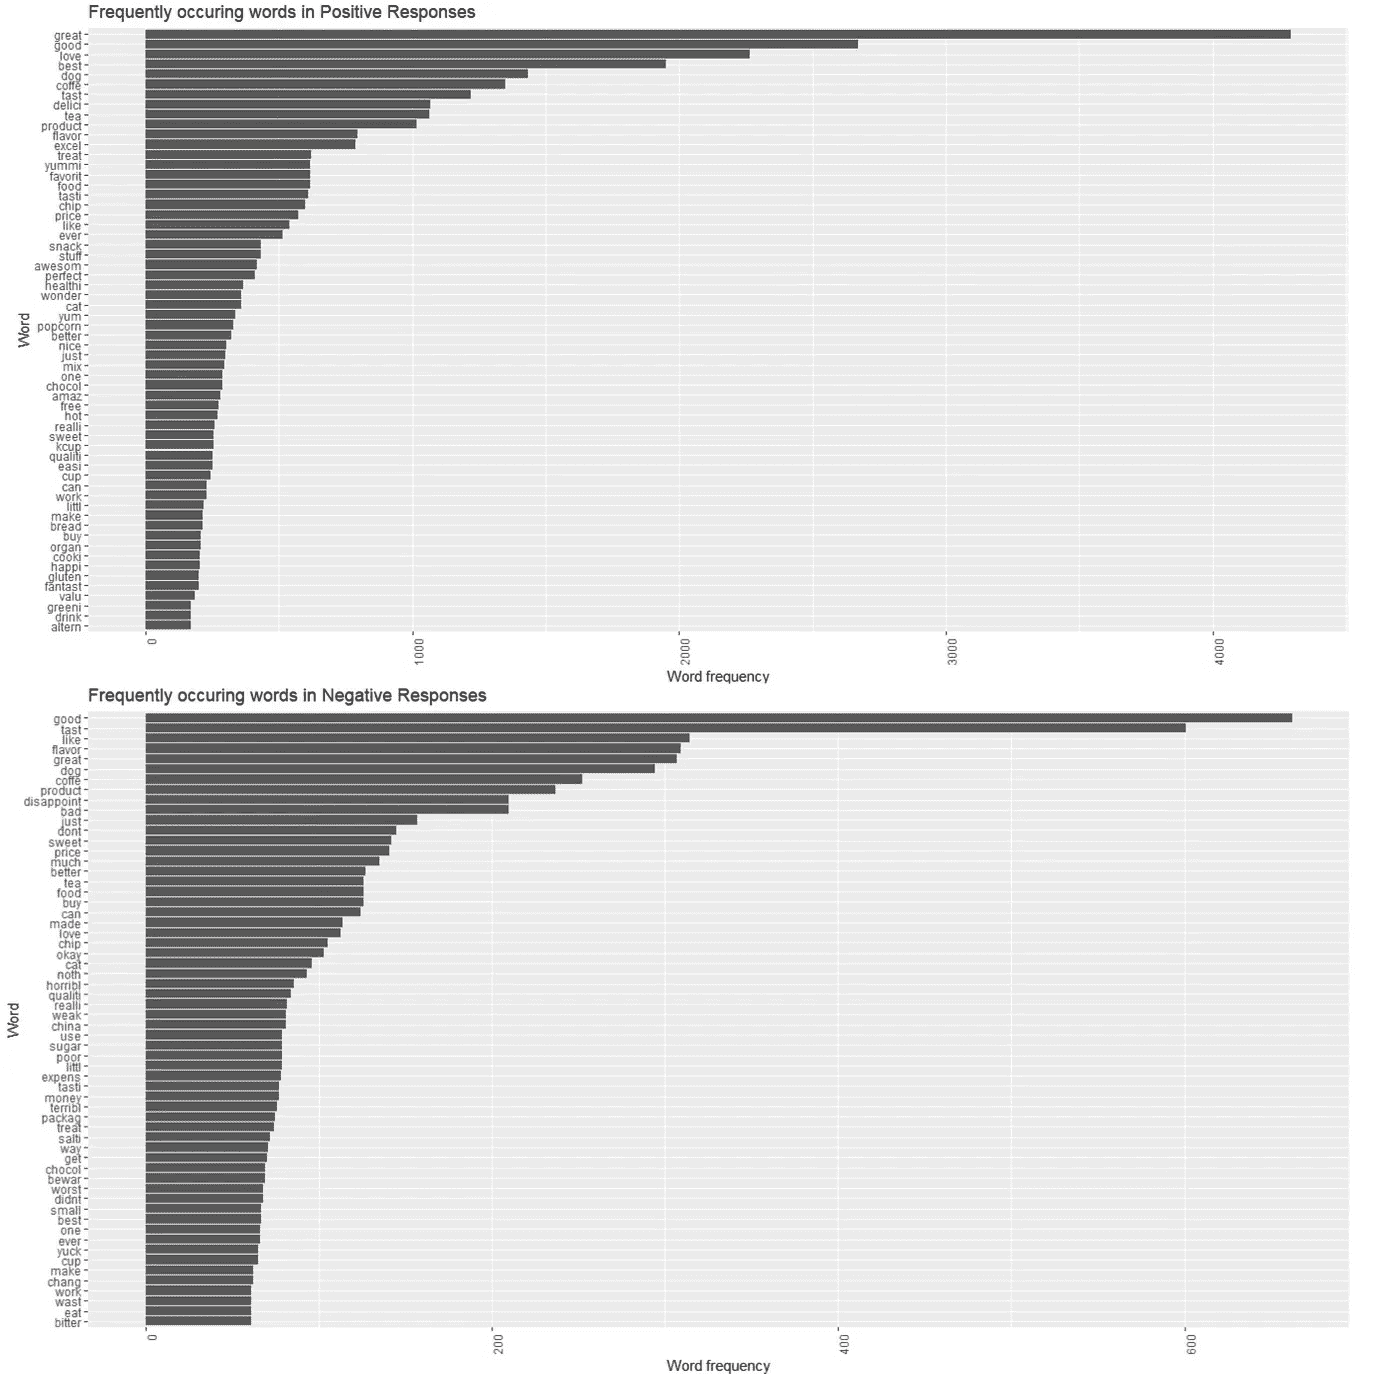 Frequently occuring words in Positive Responses
great
good
love
best
dog
coffe
tast
delici
tea
product
flavor
excel
treat
yummi
favorit
food
tasti
chip
price
like
ever
snack
stuff
awesom
perfect
healthi
wonder
cat
yum
popcorn
better
nice
just
mix
one
chocol
amaz
free
hot
realli
sweet
kcup
qualiti
easi
cup
can
work
littl
make
bread
buy
organ
cooki
happi
gluten
fantast
valu
greeni
drink
altern
Word
0 1000 2000 3000 4000
Word frequency
Frequently occuring words in Negative Responses
good
tast
like
flavor
great
dog
coffe
product
disappoint
bad
just
dont
sweet
price
much
better
tea
food
buy
can
made
love
chip
okay
cat
noth
horribl
qualiti
realli
weak
china
use
sugar
poor
littl
expens
tasti
money
terribl
packag
treat
salti
way
get
chocol
bewar
worst
didnt
small
best
one
ever
yuck
cup
make
chang
work
wast
eat
bitter
Word
0 200 400 600
Word frequency